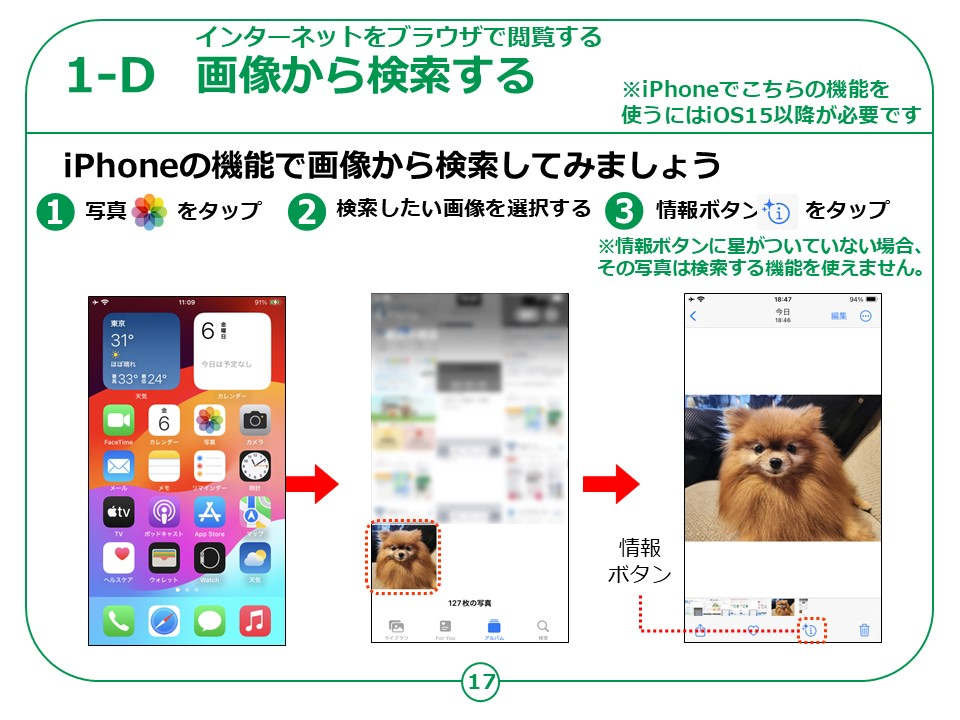 インターネットをブラウザで閲覧する
1-D 画像から検索する
※iPhoneでこちらの機能を
使うにはiOS15以降が必要です
iPhoneの機能で画像から検索してみましょう
1 写真 をタップ
2 検索したい画像を選択する
3 情報ボタン をタップ
※情報ボタンに星がついていない場合、
その写真は検索する機能を使えません。
11:09 91%
東京
31°
ほぼ晴れ
最高33° 最低24°
天気
6 金曜日
今日は予定なし
カレンダー
金
6
FaceTime カレンダー 写真 カメラ
メール メモ リマインダー 時計
tv
TV ポッドキャスト App Store マップ
ヘルスケア ウォレット Watch 天気
127枚の写真
ライブラリ For You アルバム 検索
18:47 94%
今日
18:46
編集
情報
ボタン
17